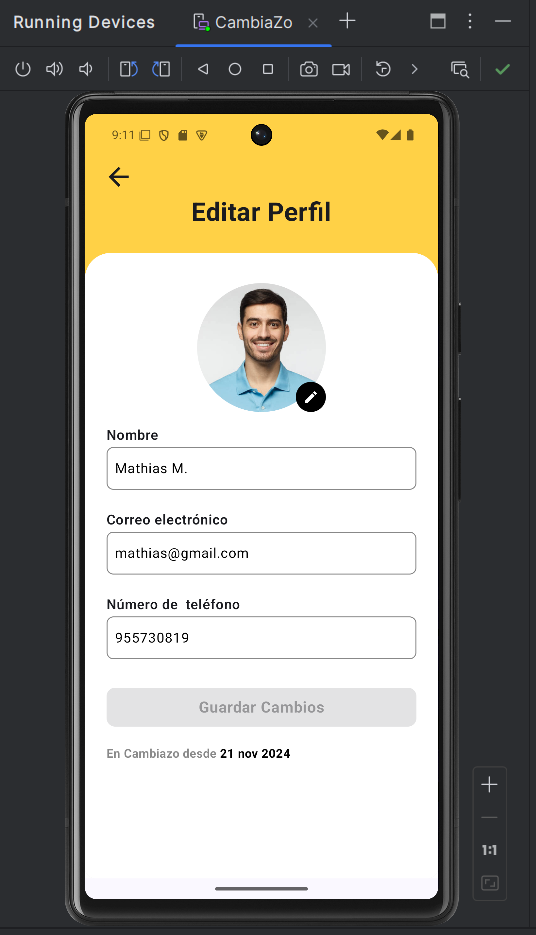 Running Devices
CambiaZo
9:11
Editar Perfil
Nombre
Mathias M.
Correo electrónico
mathias@gmail.com
Número de  teléfono
955730819
Guardar Cambios
En Cambiazo desde 21 nov 2024
1:1